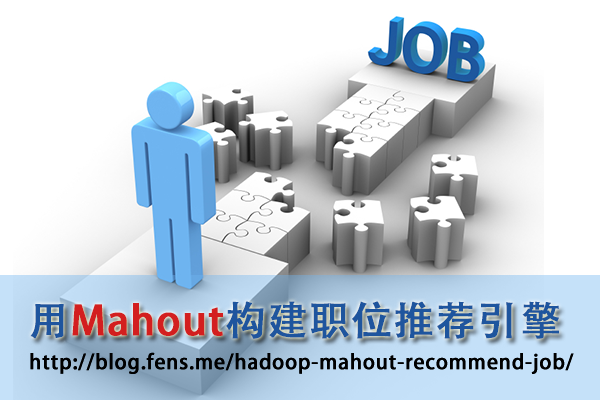 JOB
用Mahout构建职位推荐引擎
http://blog.fens.me/hadoop-mahout-recommend-job/